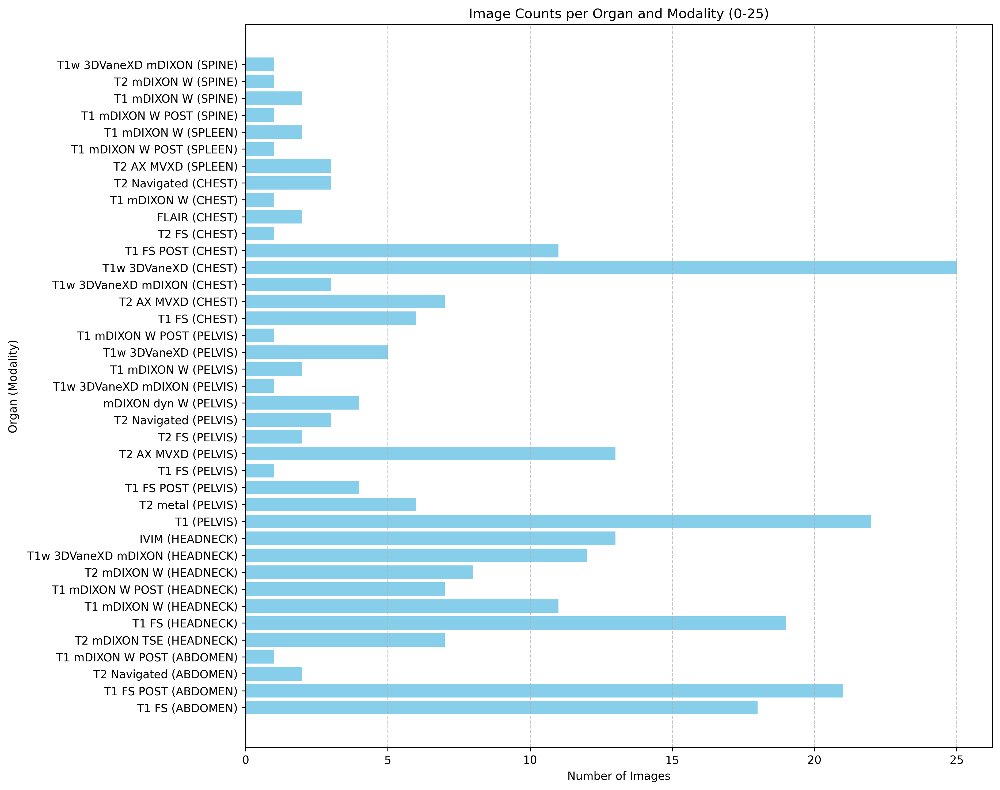 Image Counts per Organ and Modality (0-25)
Organ (Modality)
T1w 3DVaneXD mDIXON (SPINE)
T2 mDIXON W (SPINE)
T1 mDIXON W (SPINE)
T1 mDIXON W POST (SPINE)
T1 mDIXON W (SPLEEN)
T1 mDIXON W POST (SPLEEN)
T2 AX MVXD (SPLEEN)
T2 Navigated (CHEST)
T1 mDIXON W (CHEST)
FLAIR (CHEST)
T2 FS (CHEST)
T1 FS POST (CHEST)
T1w 3DVaneXD (CHEST)
T1w 3DVaneXD mDIXON (CHEST)
T2 AX MVXD (CHEST)
T1 FS (CHEST)
T1 mDIXON W POST (PELVIS)
T1w 3DVaneXD (PELVIS)
T1 mDIXON W (PELVIS)
T1w 3DVaneXD mDIXON (PELVIS)
mDIXON dyn W (PELVIS)
T2 Navigated (PELVIS)
T2 FS (PELVIS)
T2 AX MVXD (PELVIS)
T1 FS (PELVIS)
T1 FS POST (PELVIS)
T2 metal (PELVIS)
T1 (PELVIS)
IVIM (HEADNECK)
T1w 3DVaneXD mDIXON (HEADNECK)
T2 mDIXON W (HEADNECK)
T1 mDIXON W POST (HEADNECK)
T1 mDIXON W (HEADNECK)
T1 FS (HEADNECK)
T2 mDIXON TSE (HEADNECK)
T1 mDIXON W POST (ABDOMEN)
T2 Navigated (ABDOMEN)
T1 FS POST (ABDOMEN)
T1 FS (ABDOMEN)
0 5 10 15 20 25
Number of Images